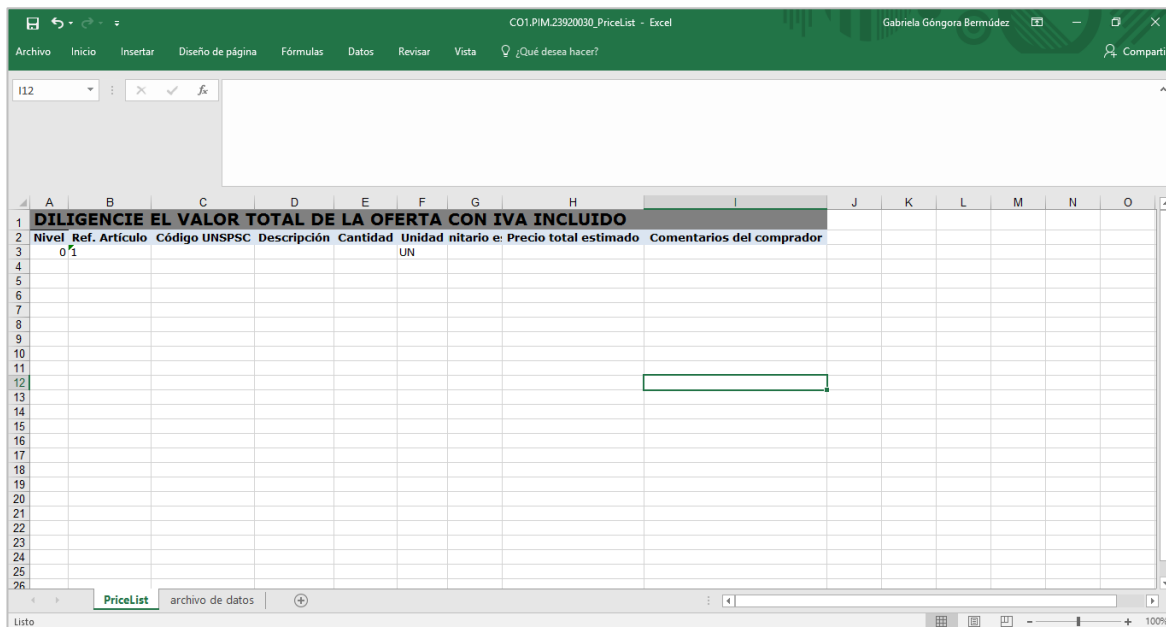 CO1.PIM.23920030_PriceList - Excel
Gabriela Góngora Bermúdez
Archivo Inicio Insertar Diseño de página Fórmulas Datos Revisar Vista ¿Qué desea hacer? Comparti
I12 fx
A B C D E F G H I J K L M N O
1 DILIGENCIE EL VALOR TOTAL DE LA OFERTA CON IVA INCLUIDO
2 Nivel Ref. Artículo Código UNSPSC Descripción Cantidad Unidad nitario e: Precio total estimado Comentarios del comprador
3 0 1 UN
4
5
6
7
8
9
10
11
12
13
14
15
16
17
18
19
20
21
22
23
24
25
26
PriceList archivo de datos
Listo 100%